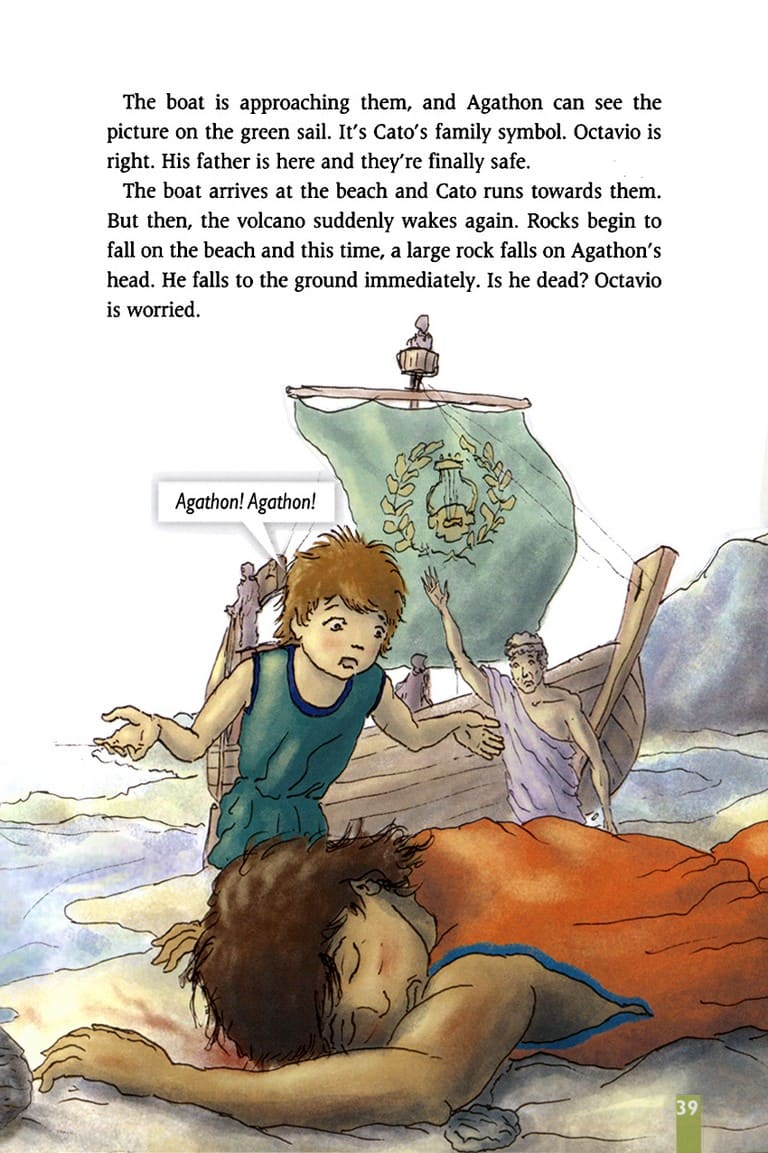 The boat is approaching them, and Agathon can see the
picture on the green sail. It's Cato's family symbol. Octavio is
right. His father is here and they're finally safe.
The boat arrives at the beach and Cato runs towards them.
But then, the volcano suddenly wakes again. Rocks begin to
fall on the beach and this time, a large rock falls on Agathon's
head. He falls to the ground immediately. Is he dead? Octavio
is worried.
Agathon! Agathon!
39